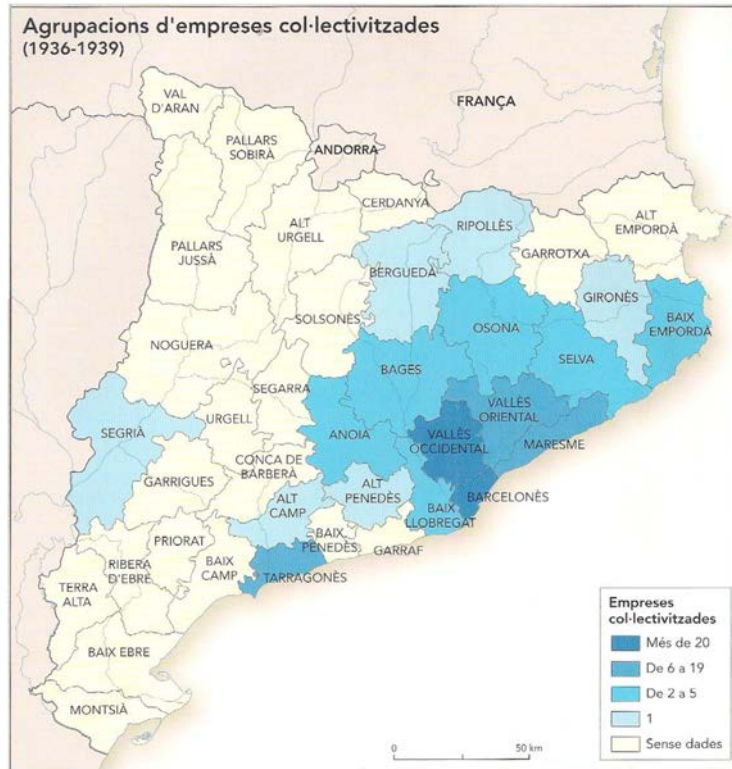 Agrupacions d'empreses col·lectivitzades
(1936-1939)
VAL
D'ARAN
FRANÇA
PALLARS
SOBIRÀ
ANDORRA
CERDANYA
ALT
URGELL
RIPOLLÈS
ALT
EMPORDÀ
PALLARS
JUSSÀ
GARROTXA
BERGUEDÀ
GIRONÈS
SOLSONÈS
OSONA
BAIX
EMPORDÀ
NOGUERA
BAGES
SELVA
SEGARRA
VALLÈS
ORIENTAL
URGELL
SEGRIÀ
ANOIA
VALLÈS
OCCIDENTAL
MARESME
CONCA DE
BARBERÀ
GARRIGUES
ALT
PENEDÈS
BARCELONÈS
ALT
CAMP
BAIX
LLOBREGAT
PRIORAT
BAIX
PENEDÈS
GARRAF
RIBERA
D'EBRE
BAIX
CAMP
TARRAGONÈS
TERRA
ALTA
BAIX EBRE
MONTSIÀ
Empreses
col·lectivitzades
Més de 20
De 6 a 19
De 2 a 5
1
Sense dades
0 50 km